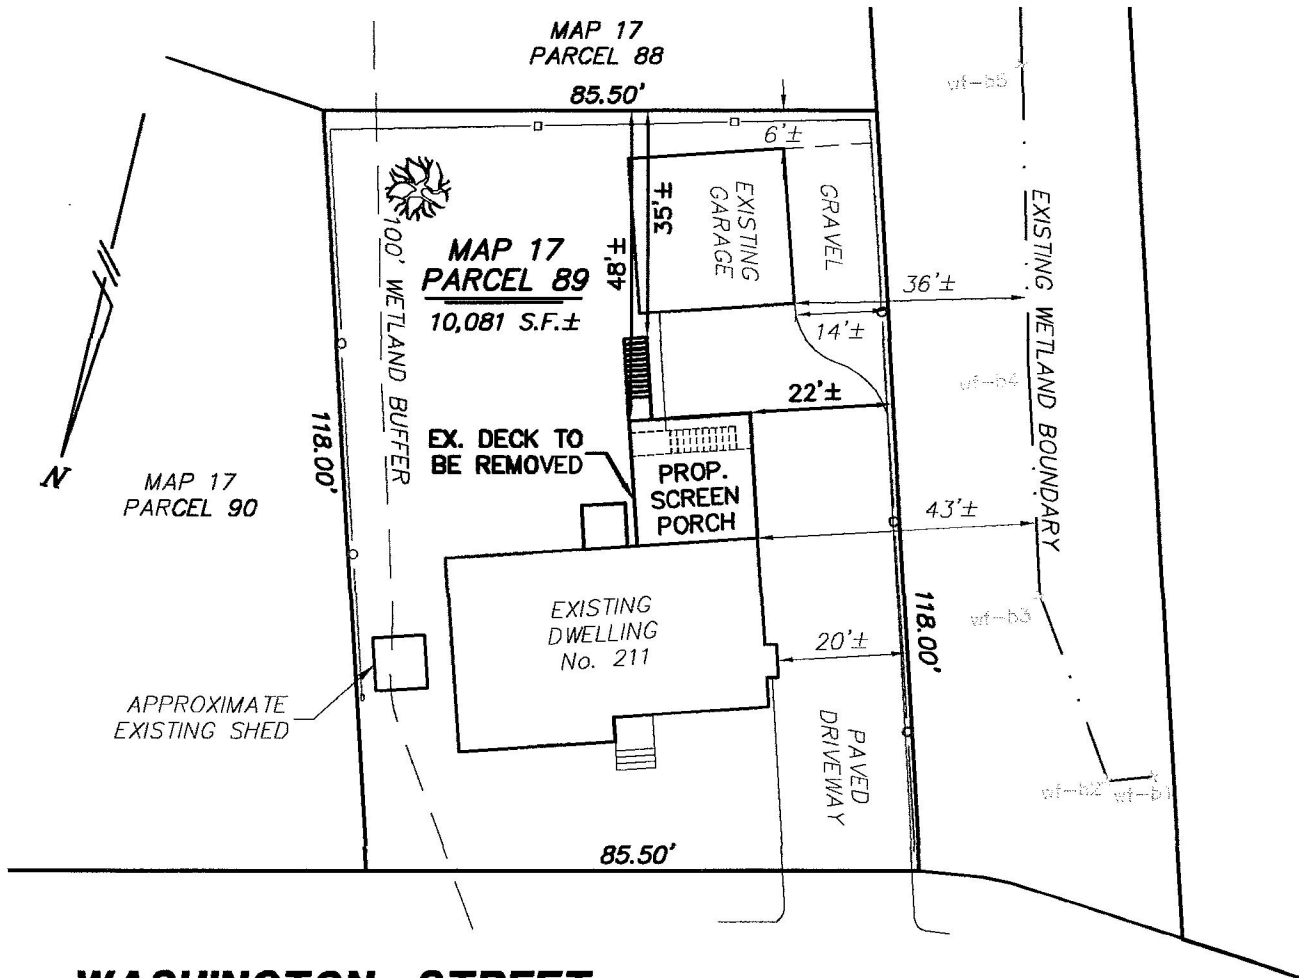 MAP 17
PARCEL 88
85.50'
wf-b5
6'±
EXISTING
GARAGE
GRAVEL
35'±
48'±
MAP 17
PARCEL 89
10,081 S.F.±
100' WETLAND BUFFER
EXISTING WETLAND BOUNDARY
36'±
14'±
wf-b4
22'±
118.00'
EX. DECK TO
BE REMOVED
PROP.
SCREEN
PORCH
N
MAP 17
PARCEL 90
43'±
EXISTING
DWELLING
No. 211
118.00'
wf-b3
20'±
APPROXIMATE
EXISTING SHED
PAVED
DRIVEWAY
wf-b2
wf-b1
85.50'
WASHINGTON STREET